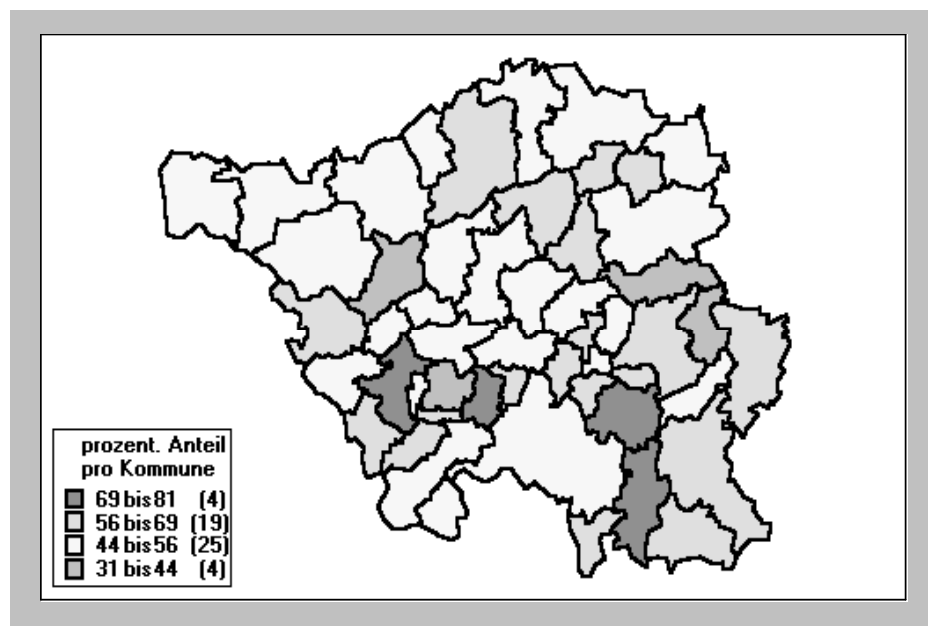 prozent. Anteil
pro Kommune
69 bis 81 (4)
56 bis 69 (19)
44 bis 56 (25)
31 bis 44 (4)